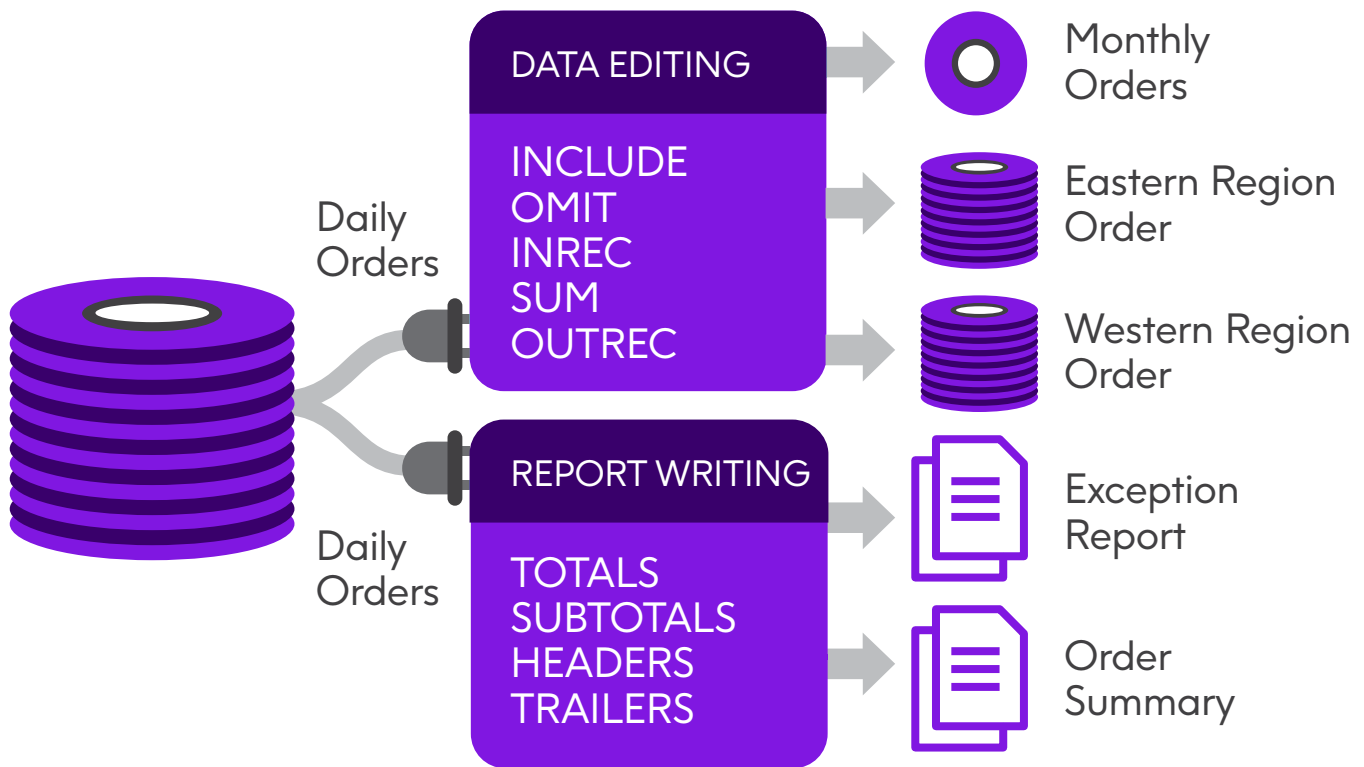 Daily
Orders
DATA EDITING
INCLUDE
OMIT
INREC
SUM
OUTREC
Monthly
Orders
Eastern Region
Order
Western Region
Order
Daily
Orders
REPORT WRITING
TOTALS
SUBTOTALS
HEADERS
TRAILERS
Exception
Report
Order
Summary